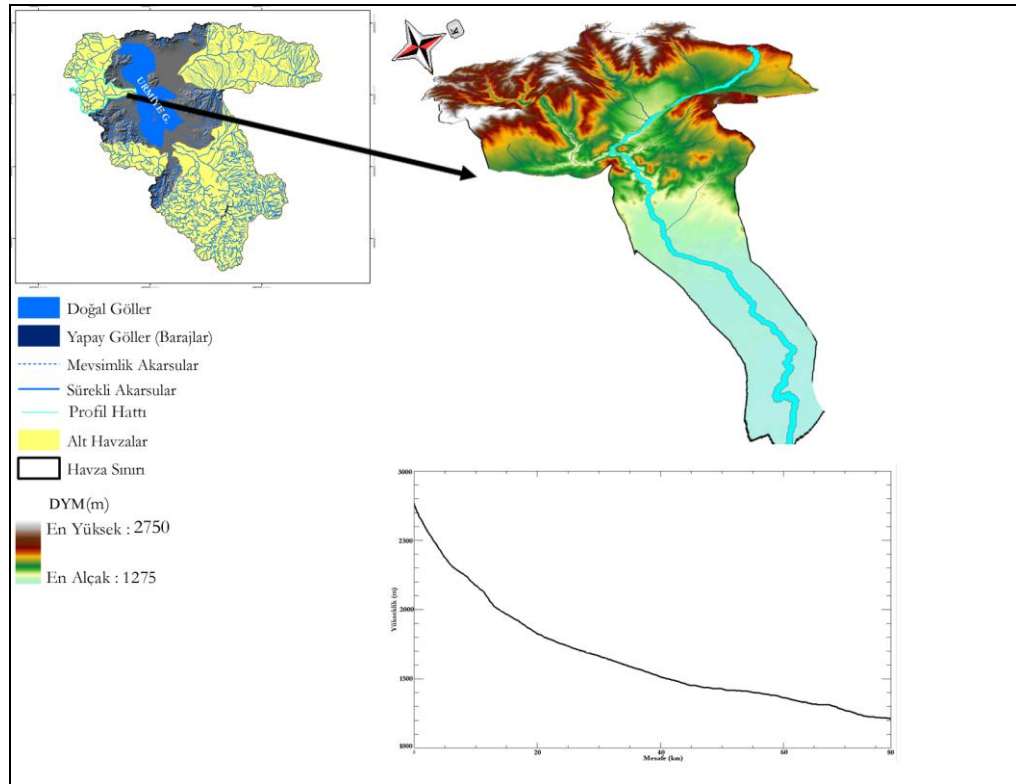 URMİYE G.
K
Doğal Göller
Yapay Göller (Barajlar)
Mevsimlik Akarsular
Sürekli Akarsular
Profil Hattı
Alt Havzalar
Havza Sınırı
DYM(m)
En Yüksek : 2750
En Alçak : 1275
3000
2500
2000
1500
1000
Yükseklik (m)
0
20
40
60
80
Mesafe (km)